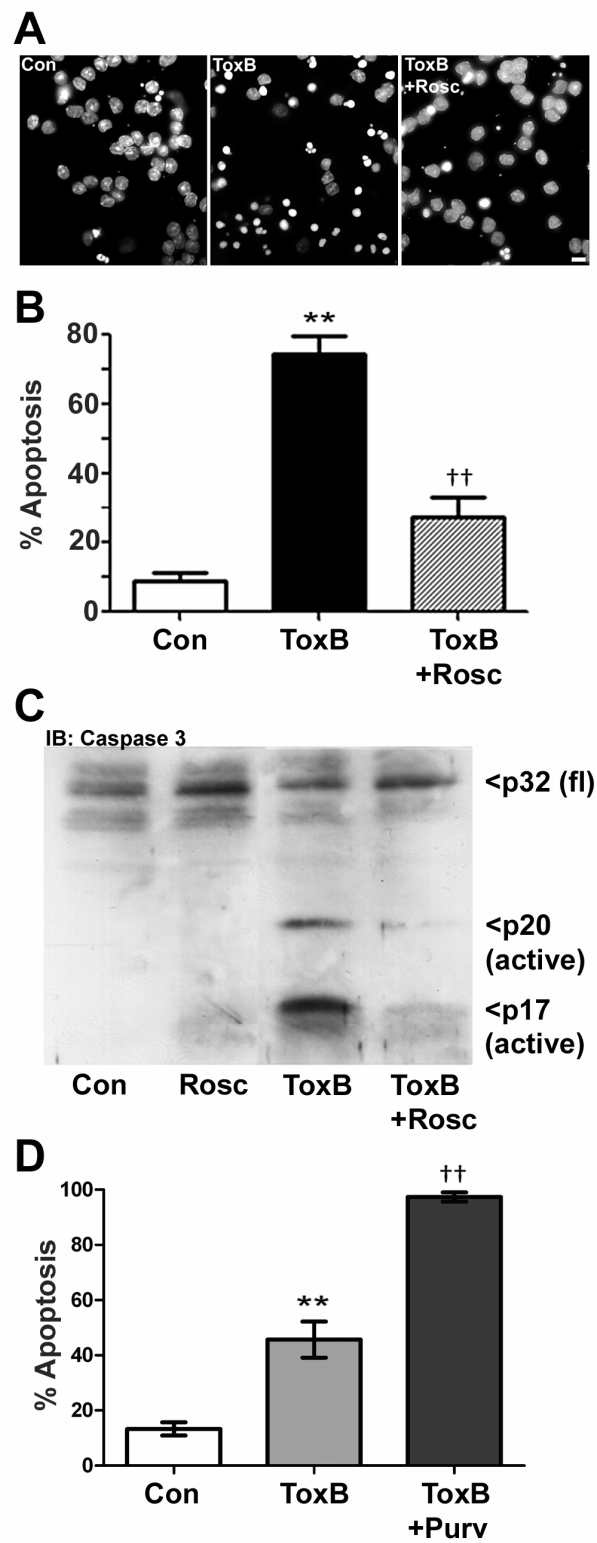 A
Con
ToxB
ToxB
+Rosc
B
**
††
80
60
40
20
0
% Apoptosis
Con
ToxB
ToxB
+Rosc
C
IB: Caspase 3
<p32 (fl)
<p20
(active)
<p17
(active)
Con
Rosc
ToxB
ToxB
+Rosc
D
††
**
100
80
60
40
20
0
% Apoptosis
Con
ToxB
ToxB
+Purv